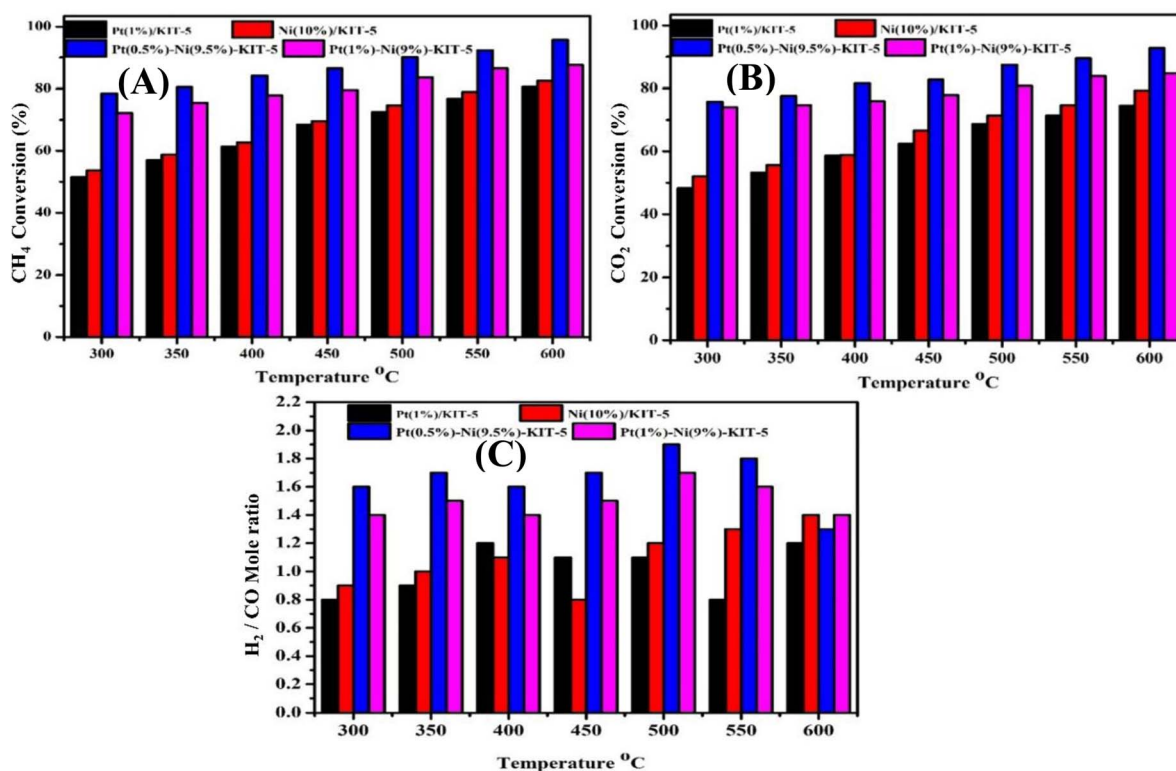 Pt(1%)/KIT-5 Ni(10%)/KIT-5
Pt(0.5%)-Ni(9.5%)-KIT-5 Pt(1%)-Ni(9%)-KIT-5
(A)
CH4 Conversion (%)
100
80
60
40
20
0
300 350 400 450 500 550 600
Temperature °C
Pt(1%)/KIT-5 Ni(10%)/KIT-5
Pt(0.5%)-Ni(9.5%)-KIT-5 Pt(1%)-Ni(9%)-KIT-5
(B)
CO2 Conversion (%)
100
80
60
40
20
0
300 350 400 450 500 550 600
Temperature °C
Pt(1%)/KIT-5 Ni(10%)/KIT-5
Pt(0.5%)-Ni(9.5%)-KIT-5 Pt(1%)-Ni(9%)-KIT-5
(C)
H2 / CO Mole ratio
2.2
2.0
1.8
1.6
1.4
1.2
1.0
0.8
0.6
0.4
0.2
0.0
300 350 400 450 500 550 600
Temperature °C